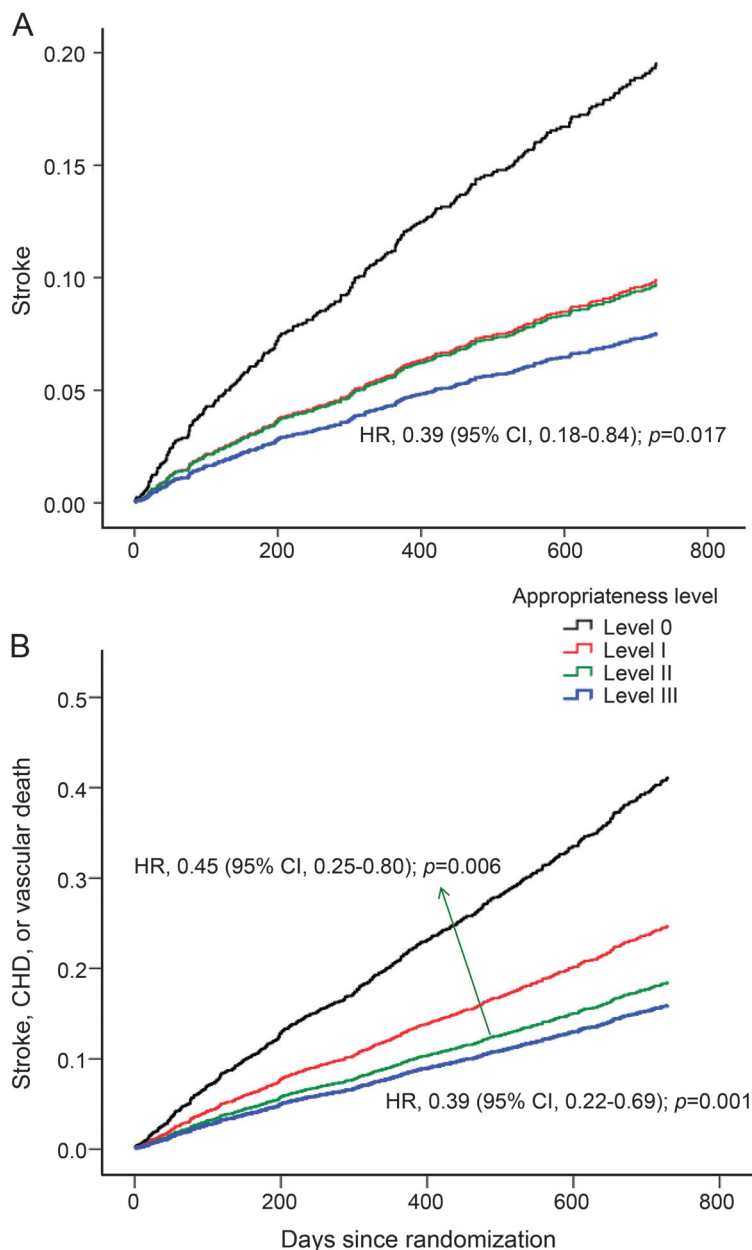 A
0.20
0.15
0.10
0.05
0.00
Stroke
HR, 0.39 (95% CI, 0.18-0.84); p=0.017
0 200 400 600 800
Appropriateness level
Level 0
Level I
Level II
Level III
B
0.5
0.4
0.3
0.2
0.1
0.0
Stroke, CHD, or vascular death
HR, 0.45 (95% CI, 0.25-0.80); p=0.006
HR, 0.39 (95% CI, 0.22-0.69); p=0.001
0 200 400 600 800
Days since randomization